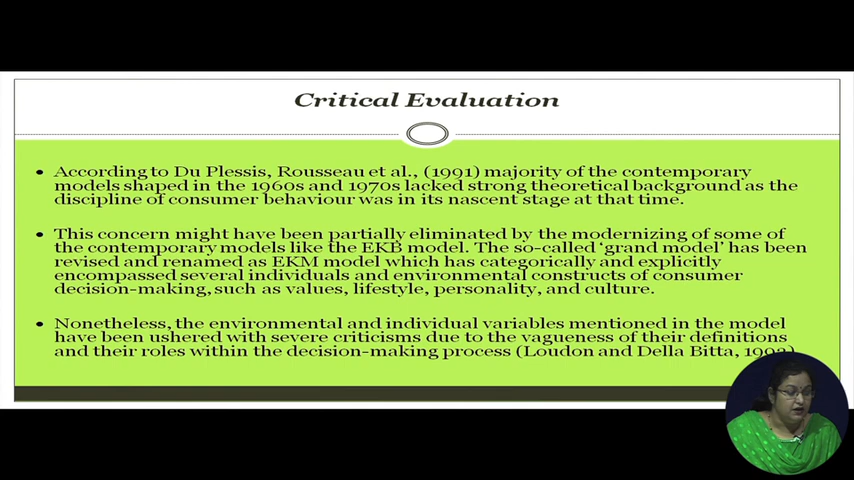 Critical Evaluation
• According to Du Plessis, Rousseau et al., (1991) majority of the contemporary
models shaped in the 1960s and 1970s lacked strong theoretical background as the
discipline of consumer behaviour was in its nascent stage at that time.
• This concern might have been partially eliminated by the modernizing of some of
the contemporary models like the EKB model. The so-called ‘grand model’ has been
revised and renamed as EKM model which has categorically and explicitly
encompassed several individuals and environmental constructs of consumer
decision-making, such as values, lifestyle, personality, and culture.
• Nonetheless, the environmental and individual variables mentioned in the model
have been ushered with severe criticisms due to the vagueness of their definitions
and their roles within the decision-making process (Loudon and Della Bitta,